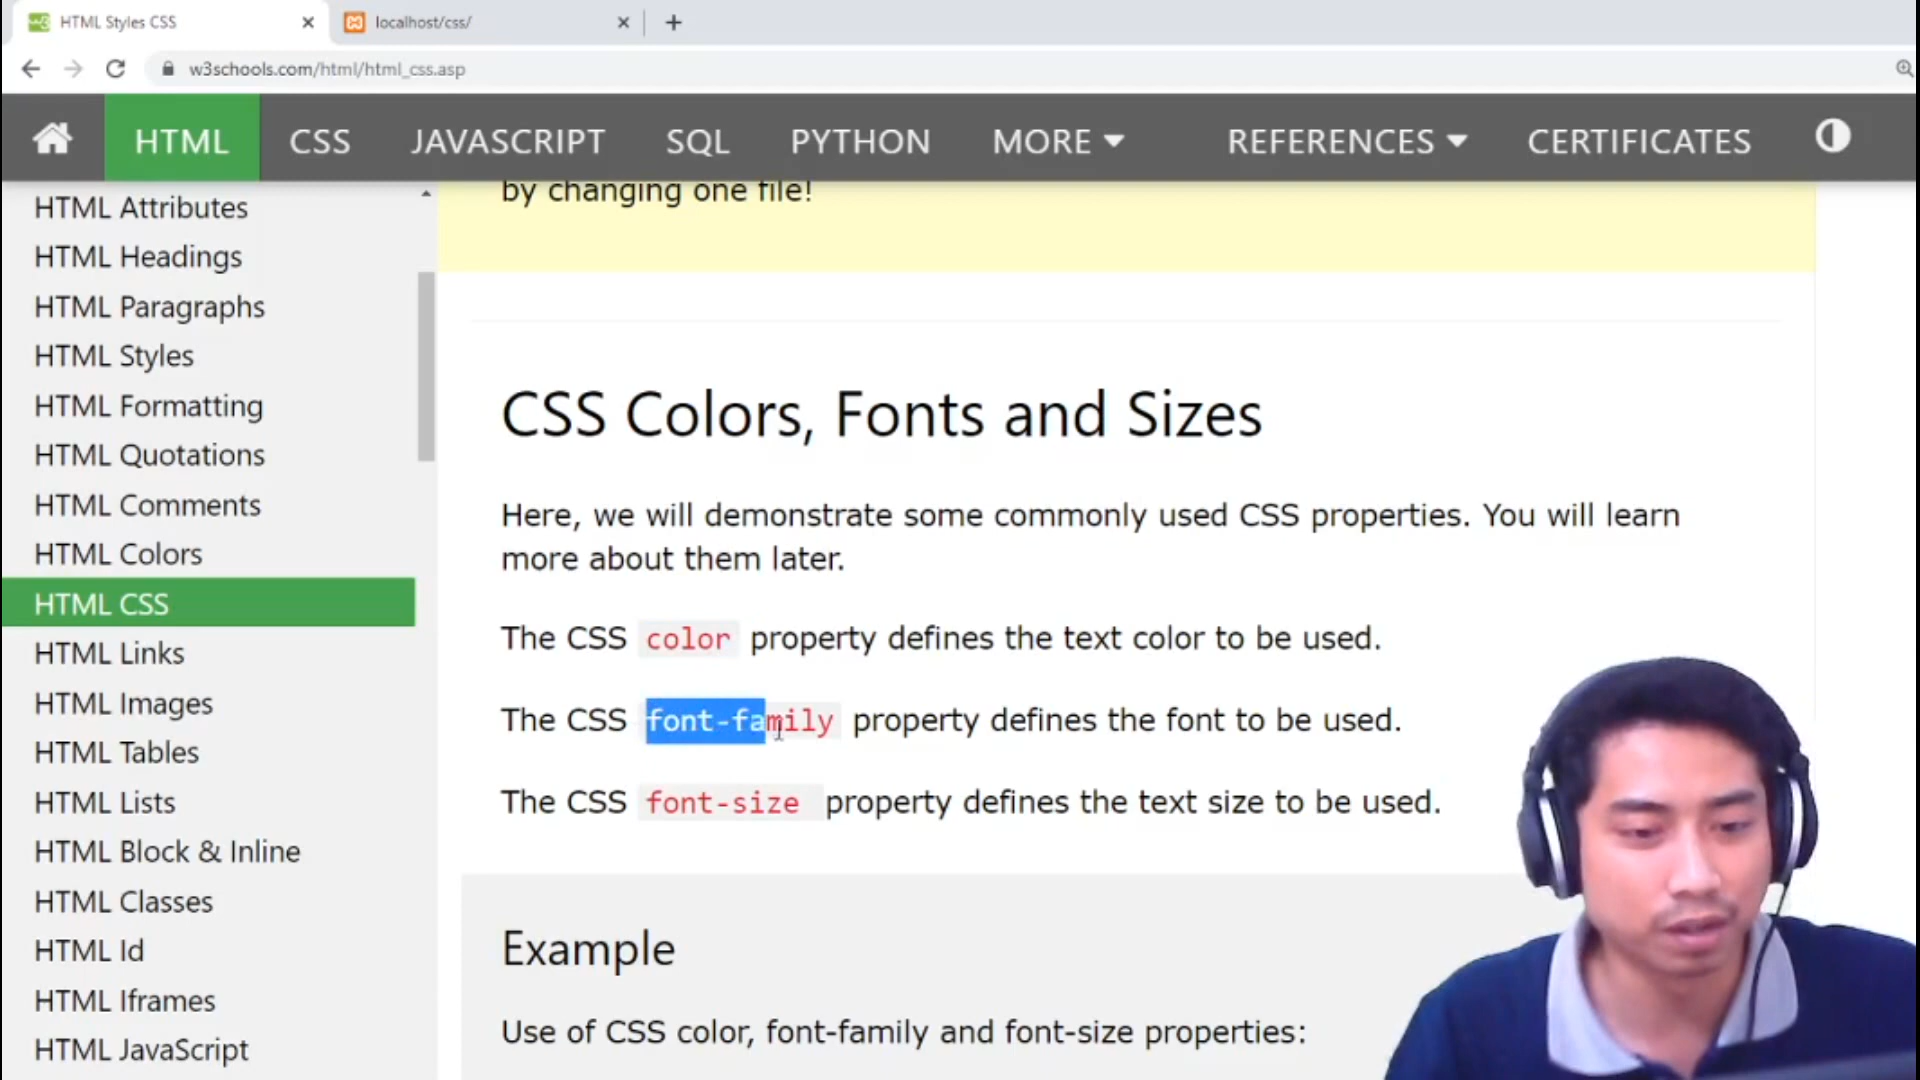 HTML Styles CSS
localhost/css/
w3schools.com/html/html_css.asp
HTML
CSS
JAVASCRIPT
SQL
PYTHON
MORE
REFERENCES
CERTIFICATES
HTML Attributes
HTML Headings
HTML Paragraphs
HTML Styles
HTML Formatting
HTML Quotations
HTML Comments
HTML Colors
HTML CSS
HTML Links
HTML Images
HTML Tables
HTML Lists
HTML Block & Inline
HTML Classes
HTML Id
HTML Iframes
HTML JavaScript
by changing one file!
CSS Colors, Fonts and Sizes
Here, we will demonstrate some commonly used CSS properties. You will learn
more about them later.
The CSS color property defines the text color to be used.
The CSS font-family property defines the font to be used.
The CSS font-size property defines the text size to be used.
Example
Use of CSS color, font-family and font-size properties: